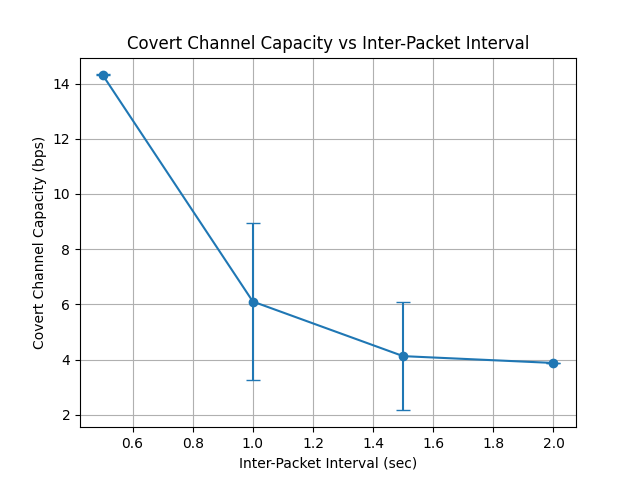 Covert Channel Capacity vs Inter-Packet Interval
Covert Channel Capacity (bps)
14
12
10
8
6
4
2
0.6 0.8 1.0 1.2 1.4 1.6 1.8 2.0
Inter-Packet Interval (sec)